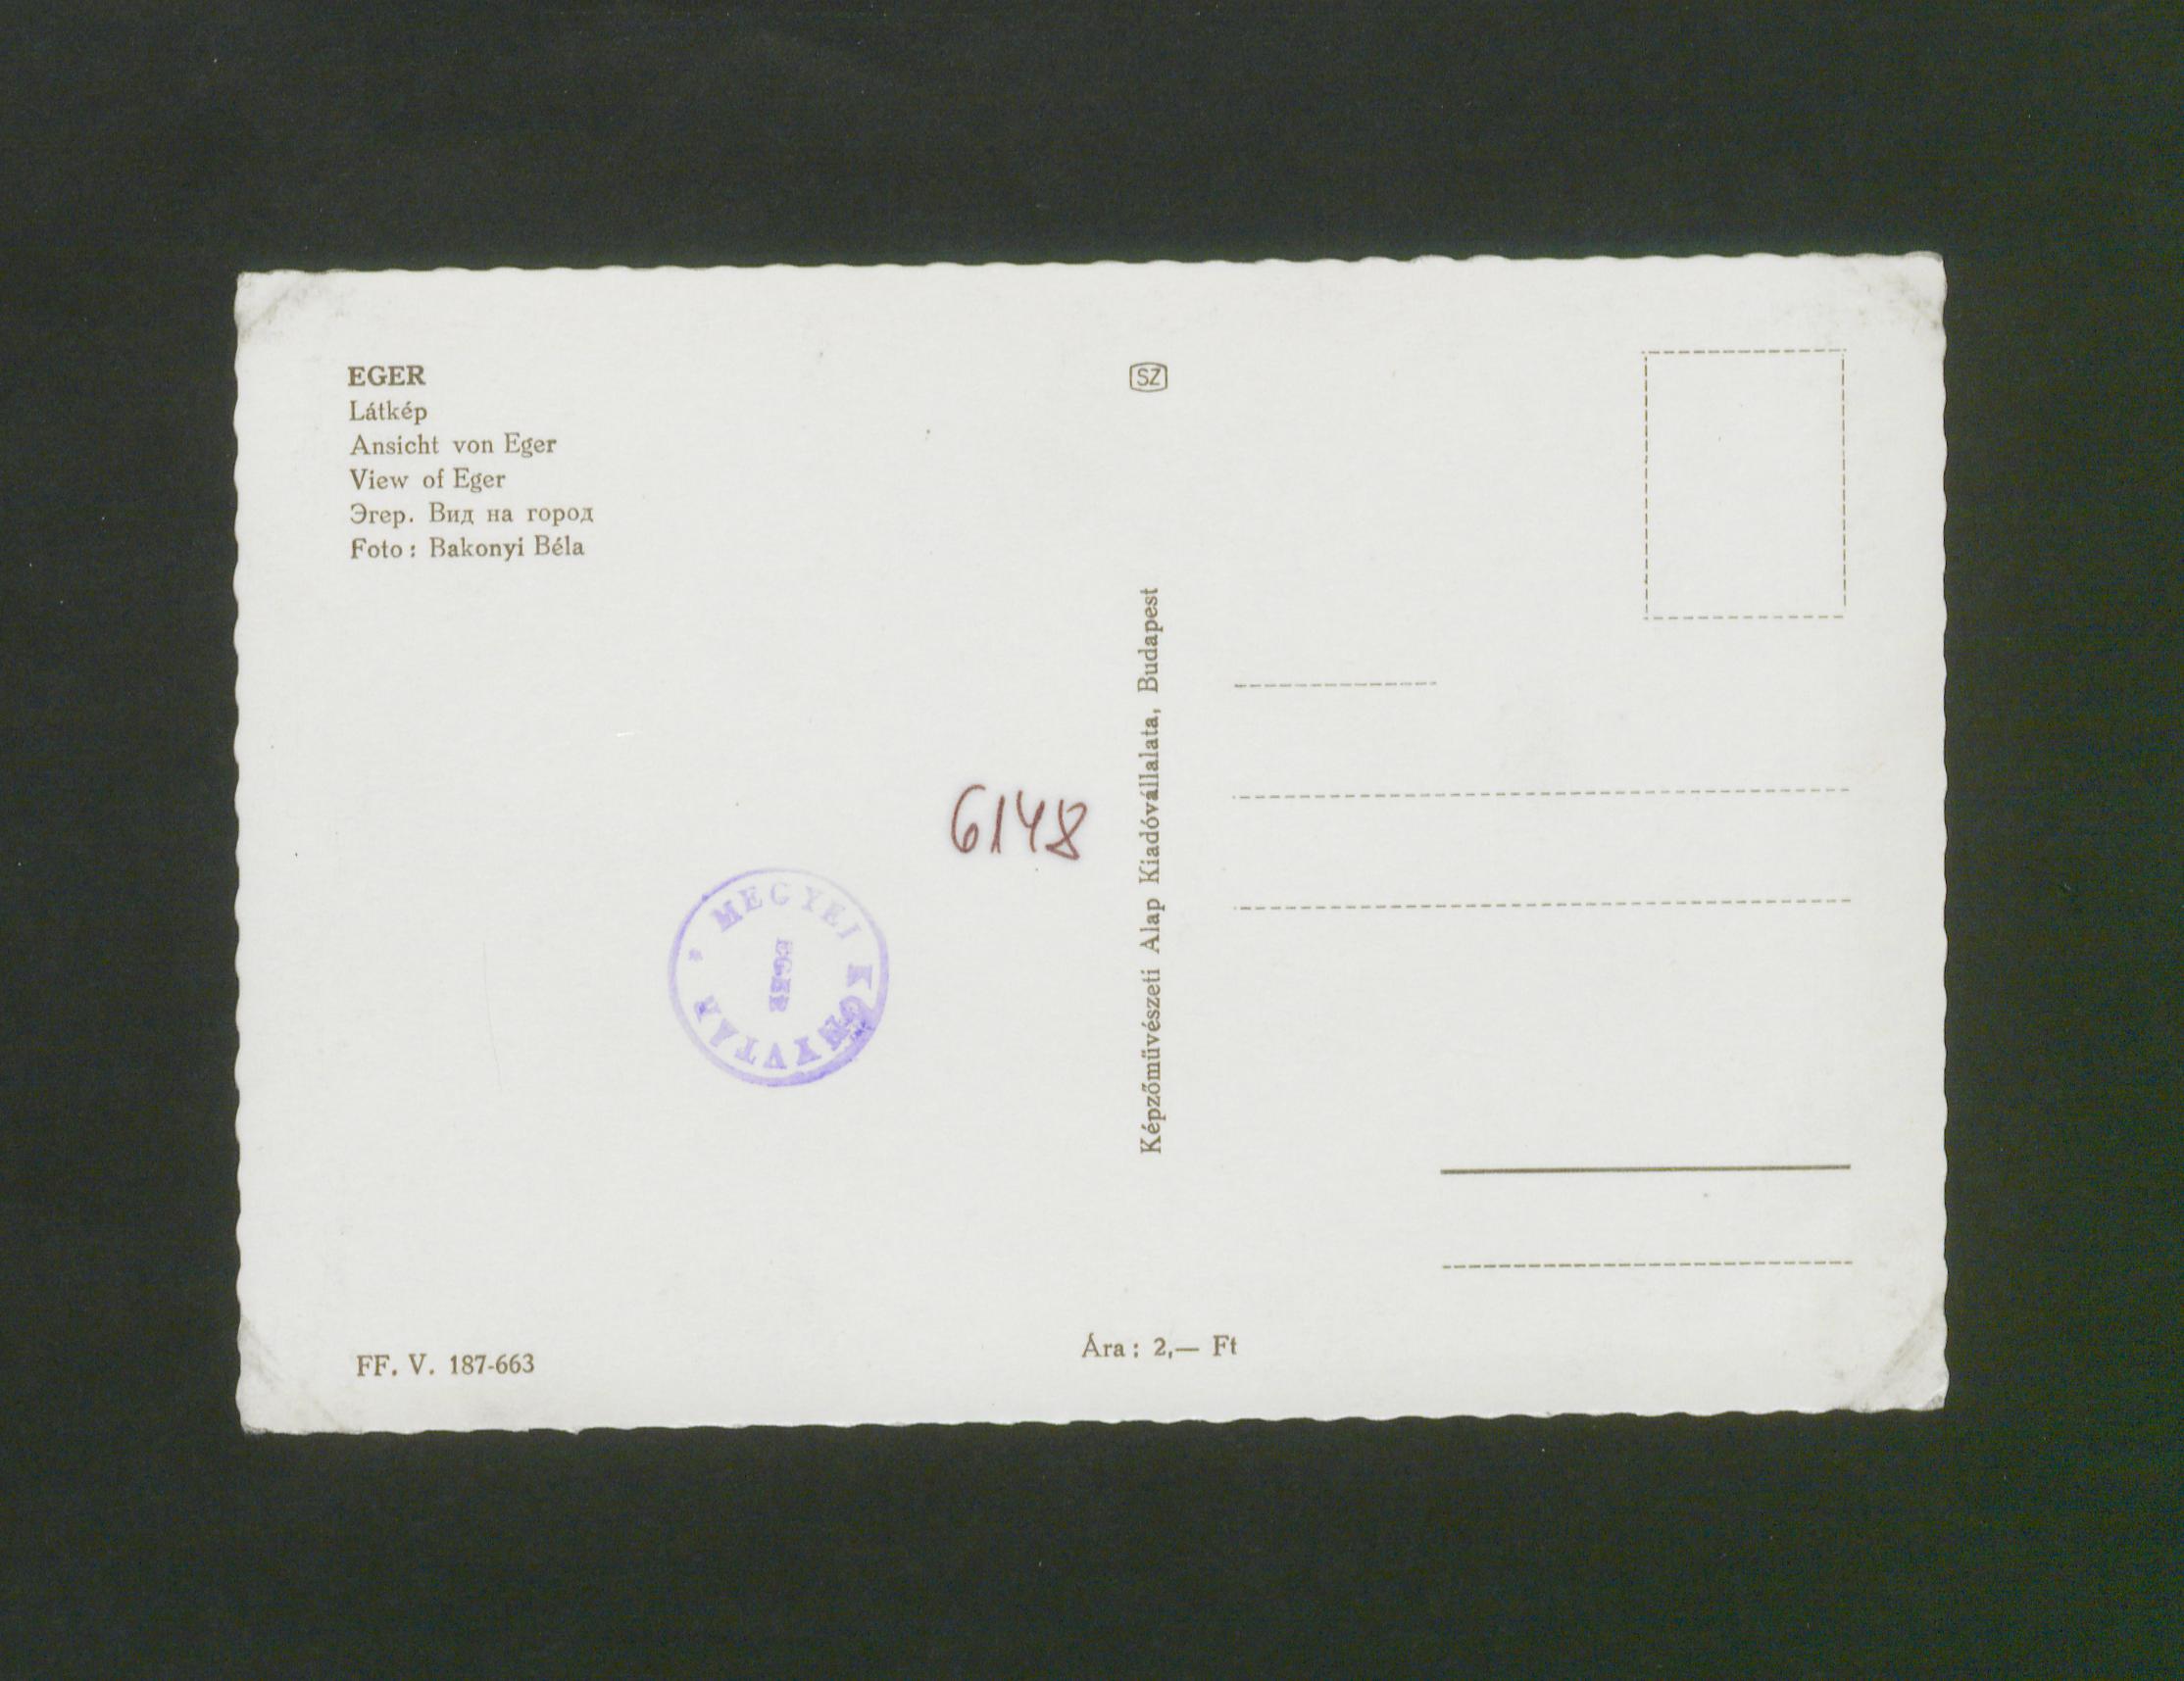 EGER
Látkép
Ansicht von Eger
View of Eger
Эгер. Вид на город
Foto: Bakonyi Béla
SZ
Képzőművészeti Alap Kiadóvállalata, Budapest
6148
MEGYEI KÖNYVTÁR
EGER
FF. V. 187-663
Ára: 2,— Ft